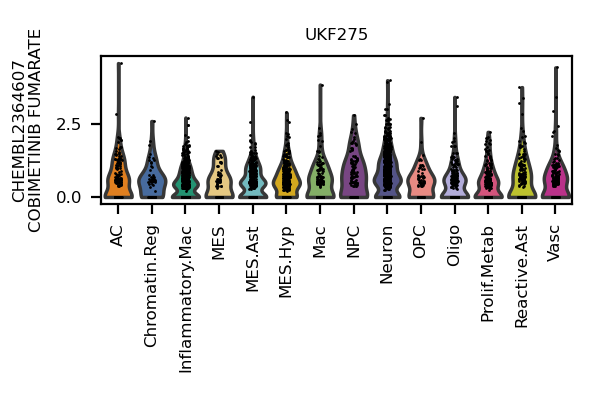 UKF275
CHEMBL2364607
COBIMETINIB FUMARATE
2.5
0.0
AC
Chromatin.Reg
Inflammatory.Mac
MES
MES.Ast
MES.Hyp
Mac
NPC
Neuron
OPC
Oligo
Prolif.Metab
Reactive.Ast
Vasc